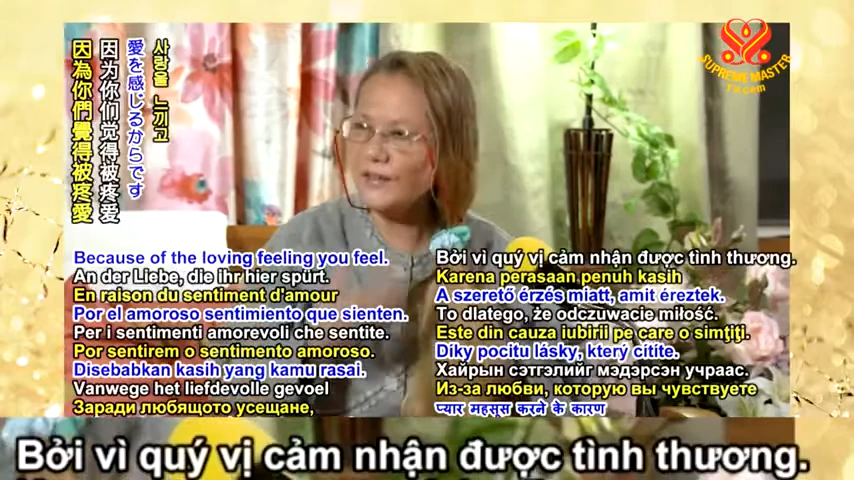 사랑을 느끼고
愛を感じるからです
因为你们觉得被疼爱
因為你們覺得被疼愛
SUPREME MASTER
Because of the loving feeling you feel.
An der Liebe, die ihr hier spürt.
En raison du sentiment d'amour
Por el amoroso sentimiento que sienten.
Per i sentimenti amorevoli che sentite.
Por sentirem o sentimento amoroso.
Disebabkan kasih yang kamu rasai.
Vanwege het liefdevolle gevoel
Заради любящото усещане,
Bởi vì quý vị cảm nhận được tình thương.
Karena perasaan penuh kasih
A szerető érzés miatt, amit éreztek.
To dlatego, że odczuwacie miłość.
Este din cauza iubirii pe care o simţiţi.
Díky pocitu lásky, který cítíte.
Хайрын сэтгэлийг мэдэрсэн учраас.
Из-за любви, которую вы чувствуете
प्यार महसूस करने के कारण
Bởi vì quý vị cảm nhận được tình thương.